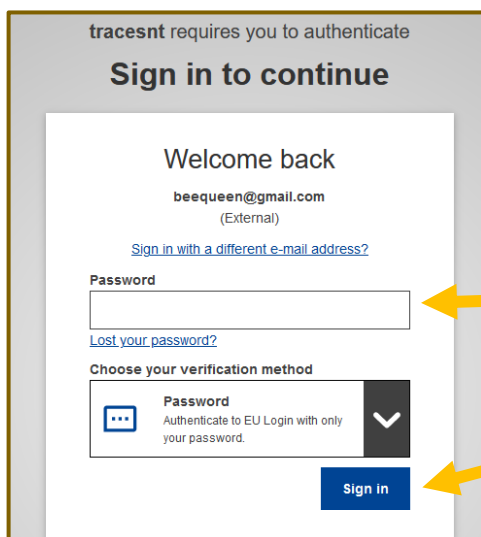 tracesnt requires you to authenticate
Sign in to continue
Welcome back
beequeen@gmail.com
(External)
Sign in with a different e-mail address?
Password
Lost your password?
Choose your verification method
Password
Authenticate to EU Login with only
your password.
Sign in